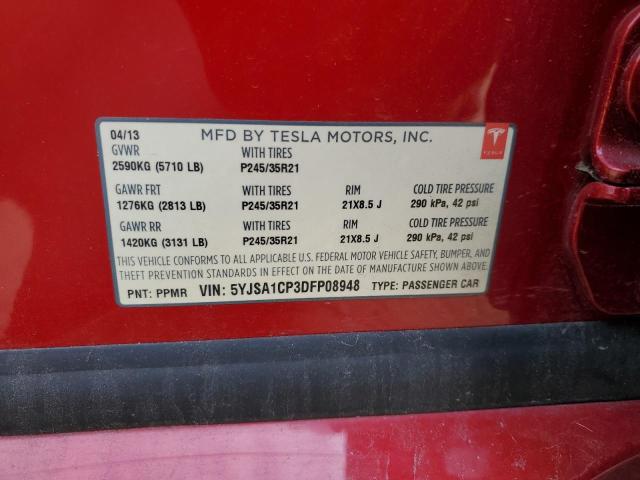 04/13 MFD BY TESLA MOTORS, INC.
TESLA
GVWR WITH TIRES
2590KG (5710 LB) P245/35R21
GAWR FRT WITH TIRES RIM COLD TIRE PRESSURE
1276KG (2813 LB) P245/35R21 21X8.5 J 290 kPa, 42 psi
GAWR RR WITH TIRES RIM COLD TIRE PRESSURE
1420KG (3131 LB) P245/35R21 21X8.5 J 290 kPa, 42 psi
THIS VEHICLE CONFORMS TO ALL APPLICABLE U.S. FEDERAL MOTOR VEHICLE SAFETY, BUMPER, AND
THEFT PREVENTION STANDARDS IN EFFECT ON THE DATE OF MANUFACTURE SHOWN ABOVE.
PNT: PPMR VIN: 5YJSA1CP3DFP08948 TYPE: PASSENGER CAR